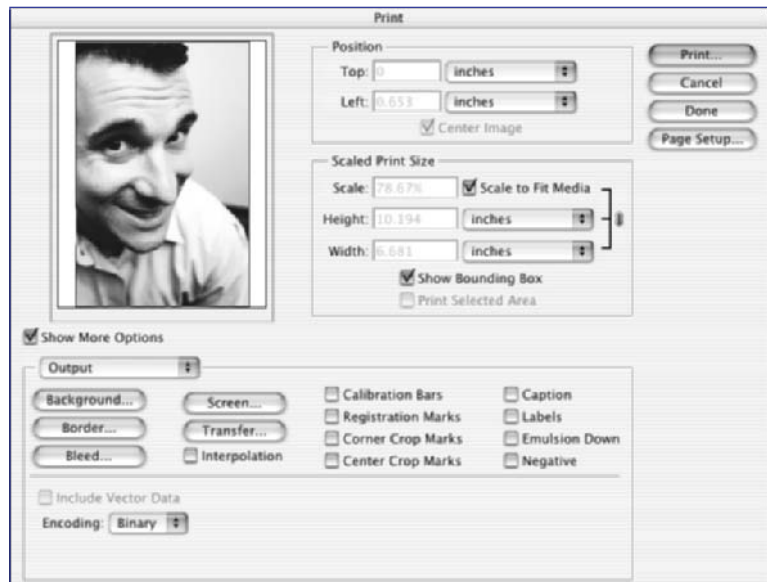 Print
Position
Top: 0 inches
Left: 0.653 inches
Center Image
Print...
Cancel
Done
Page Setup...
Scaled Print Size
Scale: 78.67% Scale to Fit Media
Height: 10.194 inches
Width: 6.681 inches
Show Bounding Box
Print Selected Area
Show More Options
Output
Background...
Border...
Bleed...
Screen...
Transfer...
Interpolation
Calibration Bars
Registration Marks
Corner Crop Marks
Center Crop Marks
Caption
Labels
Emulsion Down
Negative
Include Vector Data
Encoding: Binary